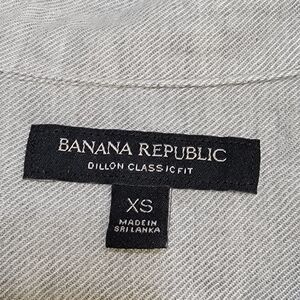 BANANA REPUBLIC
DILLON CLASSIC FIT
XS
MADE IN
SRI LANKA